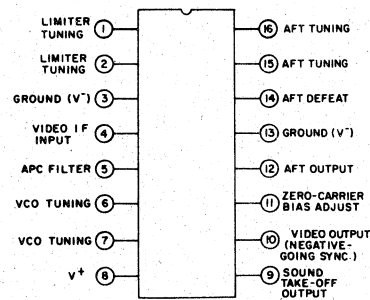 LIMITER
TUNING
1
LIMITER
TUNING
2
GROUND (V-)
3
VIDEO IF
INPUT
4
APC FILTER
5
VCO TUNING
6
VCO TUNING
7
V+
8
16
AFT TUNING
15
AFT TUNING
14
AFT DEFEAT
13
GROUND (V-)
12
AFT OUTPUT
11
ZERO-CARRIER
BIAS ADJUST
10
VIDEO OUTPUT
(NEGATIVE-
GOING SYNC.)
9
SOUND
TAKE-OFF
OUTPUT